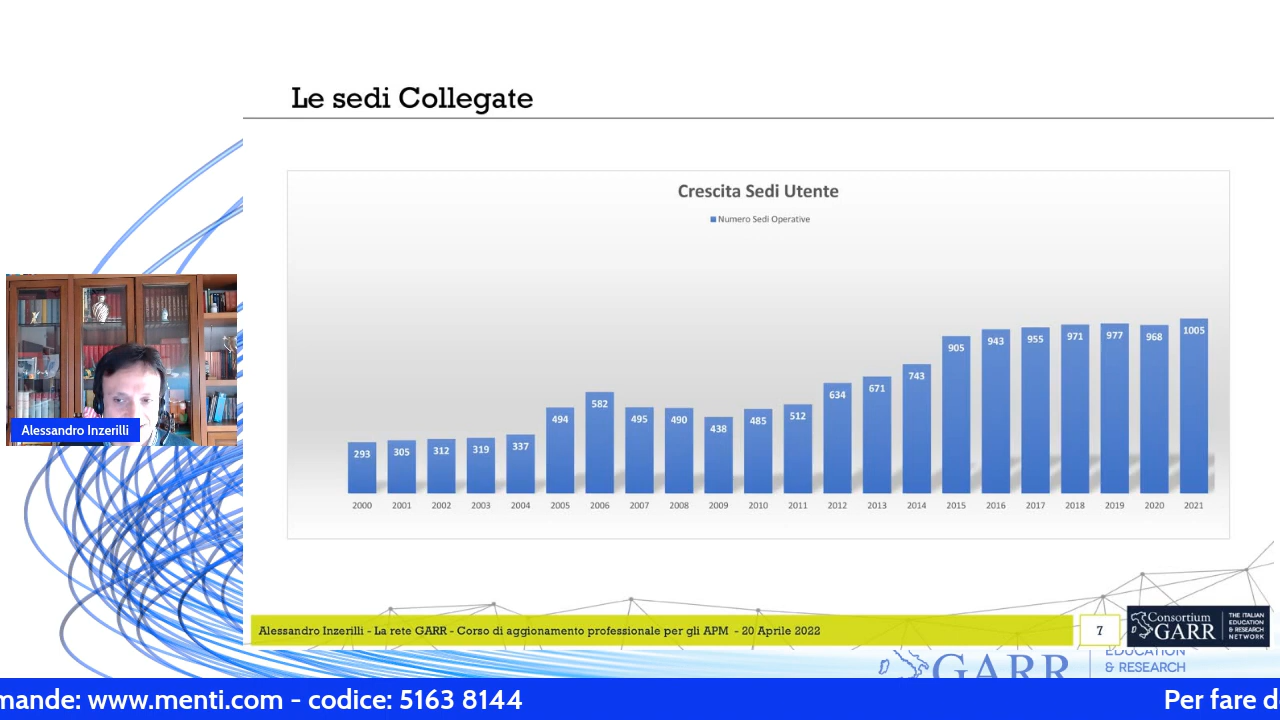 Le sedi Collegate
Crescita Sedi Utente
Numero Sedi Operative
293 305 312 319 337 494 582 495 490 438 485 512 634 671 743 905 943 955 971 977 968 1005
2000 2001 2002 2003 2004 2005 2006 2007 2008 2009 2010 2011 2012 2013 2014 2015 2016 2017 2018 2019 2020 2021
Alessandro Inzerilli
Alessandro Inzerilli - La rete GARR - Corso di aggionamento professionale per gli APM - 20 Aprile 2022
7
Consortium
GARR
THE ITALIAN
EDUCATION
& RESEARCH
NETWORK
GARR
EDUCATION
& RESEARCH
mande: www.menti.com - codice: 5163 8144
Per fare d